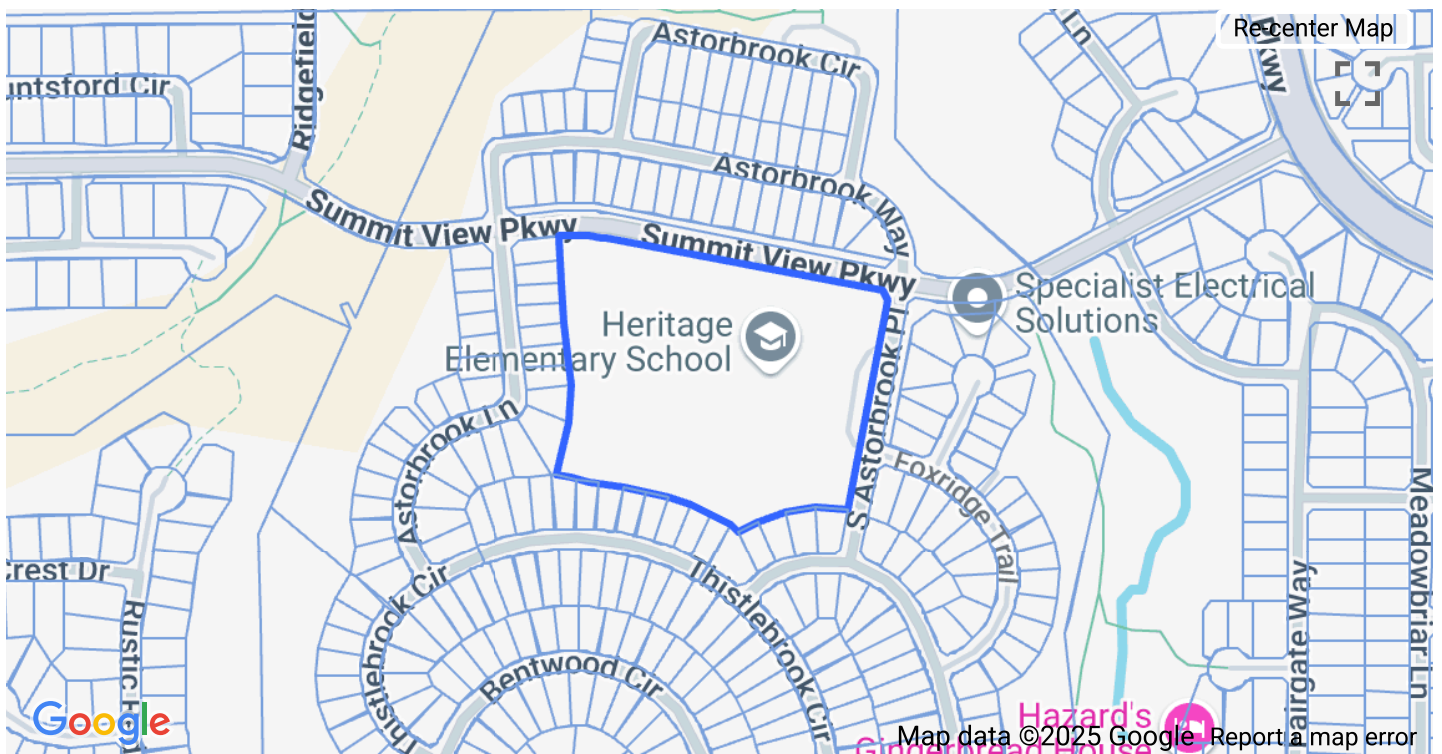 Re-center Map
Astorbrook Cir
Ln
Pkwy
untsford Cir
Ridgefield
Astorbrook Way
Summit View Pkwy
Summit View Pkwy
Specialist Electrical
Solutions
Heritage
Elementary School
S Astorbrook Pl
Astorbrook Ln
Foxridge Trail
Meadowbriar Ln
Crest Dr
Thistlebrook Cir
Thistlebrook Cir
Fairgate Way
Rustic
Bentwood Cir
Google
Hazard's
Gingerbread House
Map data ©2025 Google
Report a map error